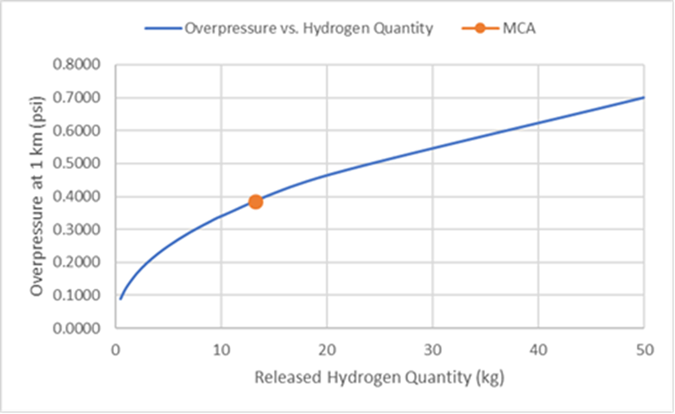 Overpressure vs. Hydrogen Quantity MCA
0.8000
0.7000
0.6000
0.5000
0.4000
0.3000
0.2000
0.1000
0.0000
Overpressure at 1 km (psi)
0 10 20 30 40 50
Released Hydrogen Quantity (kg)